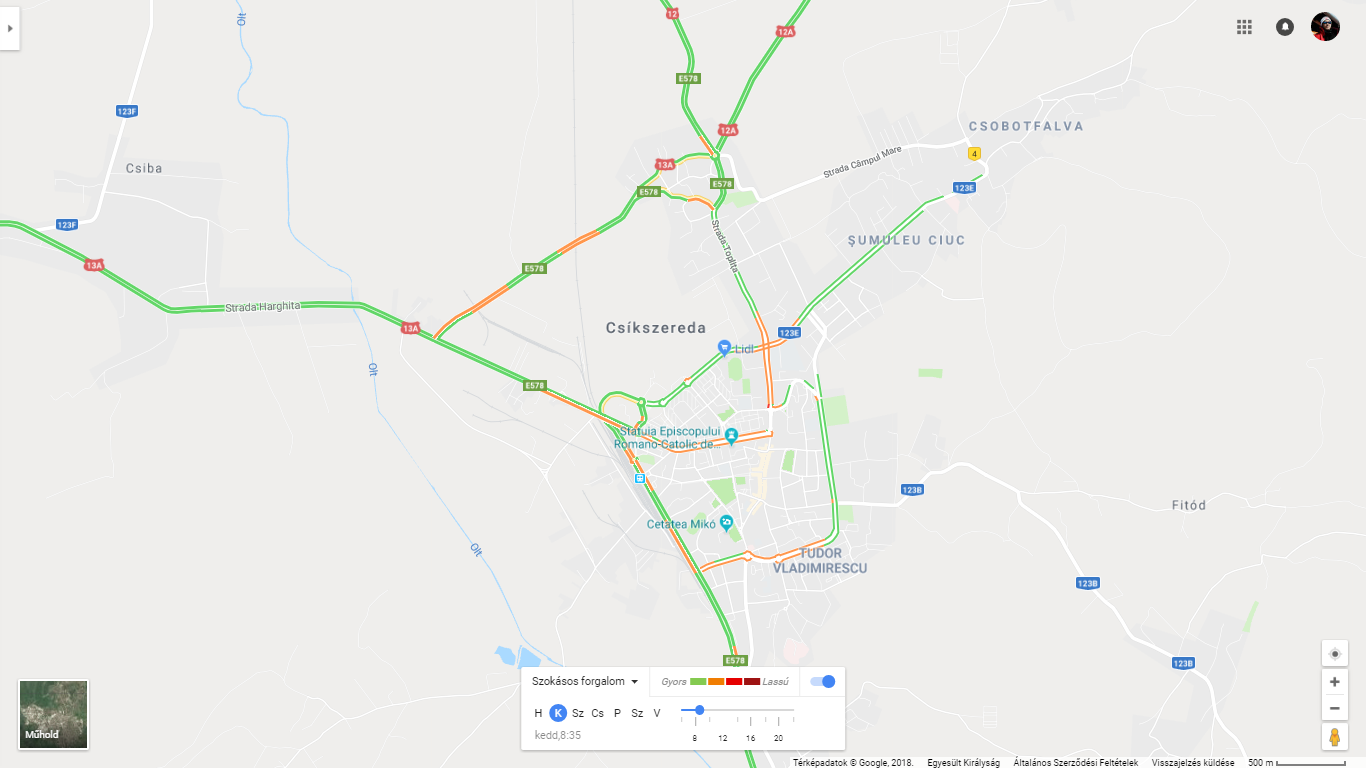 12
Olt
12A
E578
123F
12A
CSOBOTFALVA
Strada Câmpul Mare
4
13A
Csiba
E578
E578
123E
123F
Strada Toplița
ȘUMULEU CIUC
13A
E578
Strada Harghita
13A
Csíkszereda
123E
Lidl
Olt
E578
Statuia Episcopului
Romano-Catolic de...
123B
Fitód
Cetatea Mikó
Olt
TUDOR
VLADIMIRESCU
123B
E578
123B
Műhold
Szokásos forgalom
Gyors
Lassú
H K Sz Cs P Sz V
8 12 16 20
kedd,8:35
Térképadatok © Google, 2018. Egyesült Királyság Általános Szerződési Feltételek Visszajelzés küldése 500 m